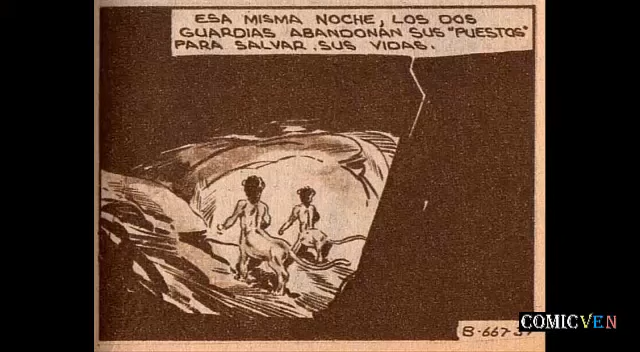 ESA MISMA NOCHE, LOS DOS
GUARDIAS ABANDONAN SUS "PUESTOS"
PARA SALVAR. SUS VIDAS.
COMICVEN